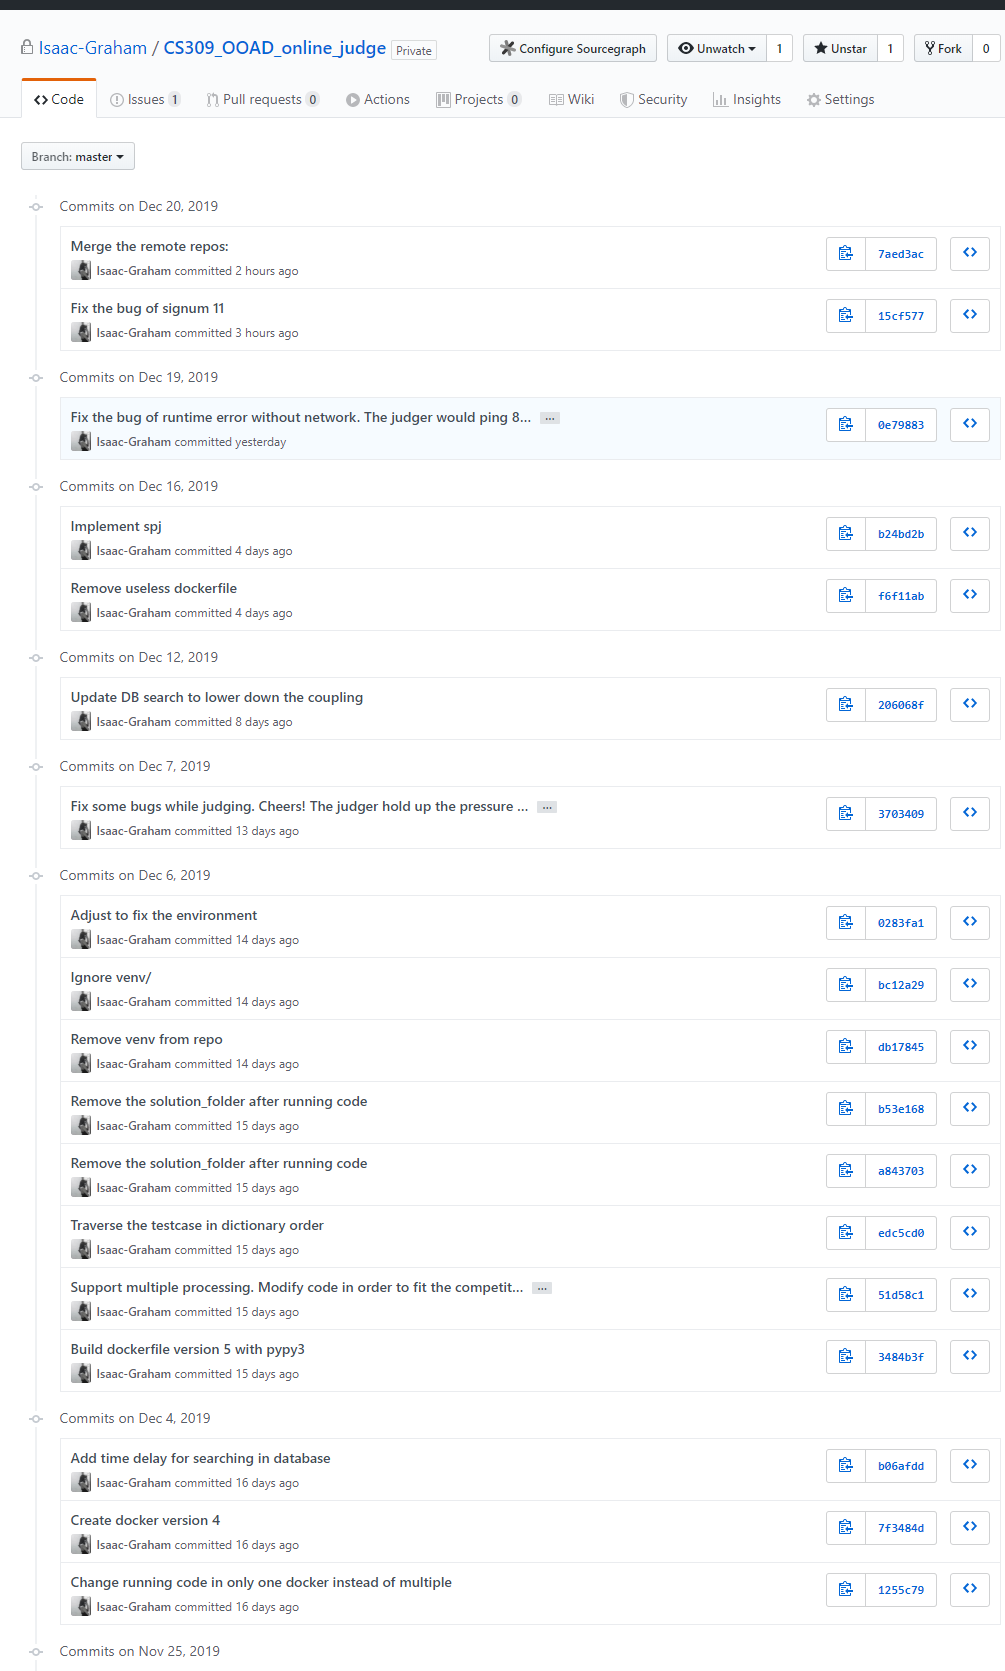 Isaac-Graham / CS309_OOAD_online_judge Private
Configure Sourcegraph Unwatch 1 Unstar 1 Fork 0
Code Issues 1 Pull requests 0 Actions Projects 0 Wiki Security Insights Settings
Branch: master
Commits on Dec 20, 2019
Merge the remote repos:
Isaac-Graham committed 2 hours ago
7aed3ac
Fix the bug of signum 11
Isaac-Graham committed 3 hours ago
15cf577
Commits on Dec 19, 2019
Fix the bug of runtime error without network. The judger would ping 8... ...
Isaac-Graham committed yesterday
0e79883
Commits on Dec 16, 2019
Implement spj
Isaac-Graham committed 4 days ago
b24bd2b
Remove useless dockerfile
Isaac-Graham committed 4 days ago
f6f11ab
Commits on Dec 12, 2019
Update DB search to lower down the coupling
Isaac-Graham committed 8 days ago
206068f
Commits on Dec 7, 2019
Fix some bugs while judging. Cheers! The judger hold up the pressure ... ...
Isaac-Graham committed 13 days ago
3703409
Commits on Dec 6, 2019
Adjust to fix the environment
Isaac-Graham committed 14 days ago
0283fa1
Ignore venv/
Isaac-Graham committed 14 days ago
bc12a29
Remove venv from repo
Isaac-Graham committed 14 days ago
db17845
Remove the solution_folder after running code
Isaac-Graham committed 15 days ago
b53e168
Remove the solution_folder after running code
Isaac-Graham committed 15 days ago
a843703
Traverse the testcase in dictionary order
Isaac-Graham committed 15 days ago
edc5cd0
Support multiple processing. Modify code in order to fit the competit... ...
Isaac-Graham committed 15 days ago
51d58c1
Build dockerfile version 5 with pypy3
Isaac-Graham committed 15 days ago
3484b3f
Commits on Dec 4, 2019
Add time delay for searching in database
Isaac-Graham committed 16 days ago
b06afdd
Create docker version 4
Isaac-Graham committed 16 days ago
7f3484d
Change running code in only one docker instead of multiple
Isaac-Graham committed 16 days ago
1255c79
Commits on Nov 25, 2019